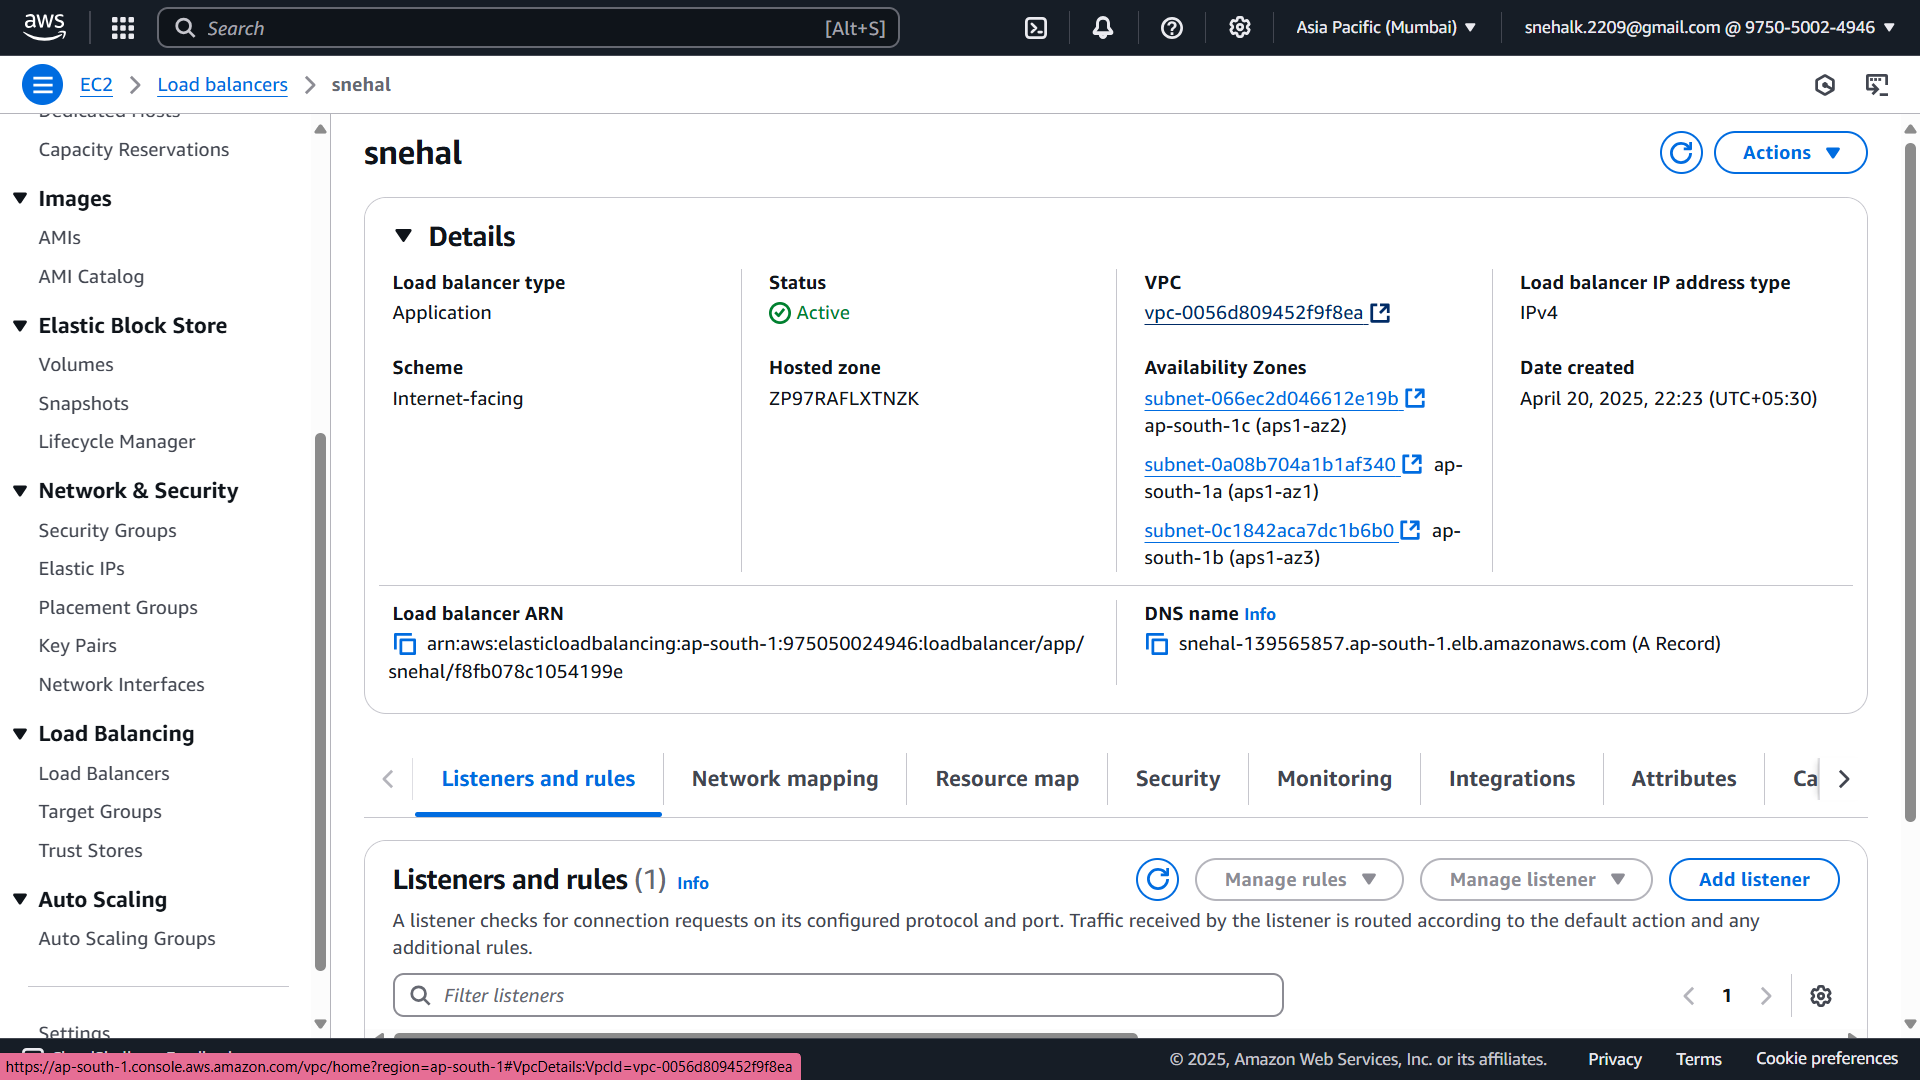 aws
Search
[Alt+S]
Asia Pacific (Mumbai)
snehalk.2209@gmail.com @ 9750-5002-4946
EC2
Load balancers
snehal
Dedicated Hosts
Capacity Reservations
Images
AMIs
AMI Catalog
Elastic Block Store
Volumes
Snapshots
Lifecycle Manager
Network & Security
Security Groups
Elastic IPs
Placement Groups
Key Pairs
Network Interfaces
Load Balancing
Load Balancers
Target Groups
Trust Stores
Auto Scaling
Auto Scaling Groups
Settings
snehal
Actions
Details
Load balancer type
Application
Status
Active
VPC
vpc-0056d809452f9f8ea
Load balancer IP address type
IPv4
Scheme
Internet-facing
Hosted zone
ZP97RAFLXTNZK
Availability Zones
subnet-066ec2d046612e19b
ap-south-1c (aps1-az2)
subnet-0a08b704a1b1af340 ap-
south-1a (aps1-az1)
subnet-0c1842aca7dc1b6b0 ap-
south-1b (aps1-az3)
Date created
April 20, 2025, 22:23 (UTC+05:30)
Load balancer ARN
arn:aws:elasticloadbalancing:ap-south-1:975050024946:loadbalancer/app/
snehal/f8fb078c1054199e
DNS name Info
snehal-139565857.ap-south-1.elb.amazonaws.com (A Record)
Listeners and rules
Network mapping
Resource map
Security
Monitoring
Integrations
Attributes
Ca
Listeners and rules (1) Info
Manage rules
Manage listener
Add listener
A listener checks for connection requests on its configured protocol and port. Traffic received by the listener is routed according to the default action and any
additional rules.
Filter listeners
1
https://ap-south-1.console.aws.amazon.com/vpc/home?region=ap-south-1#VpcDetails:VpcId=vpc-0056d809452f9f8ea
© 2025, Amazon Web Services, Inc. or its affiliates.
Privacy
Terms
Cookie preferences